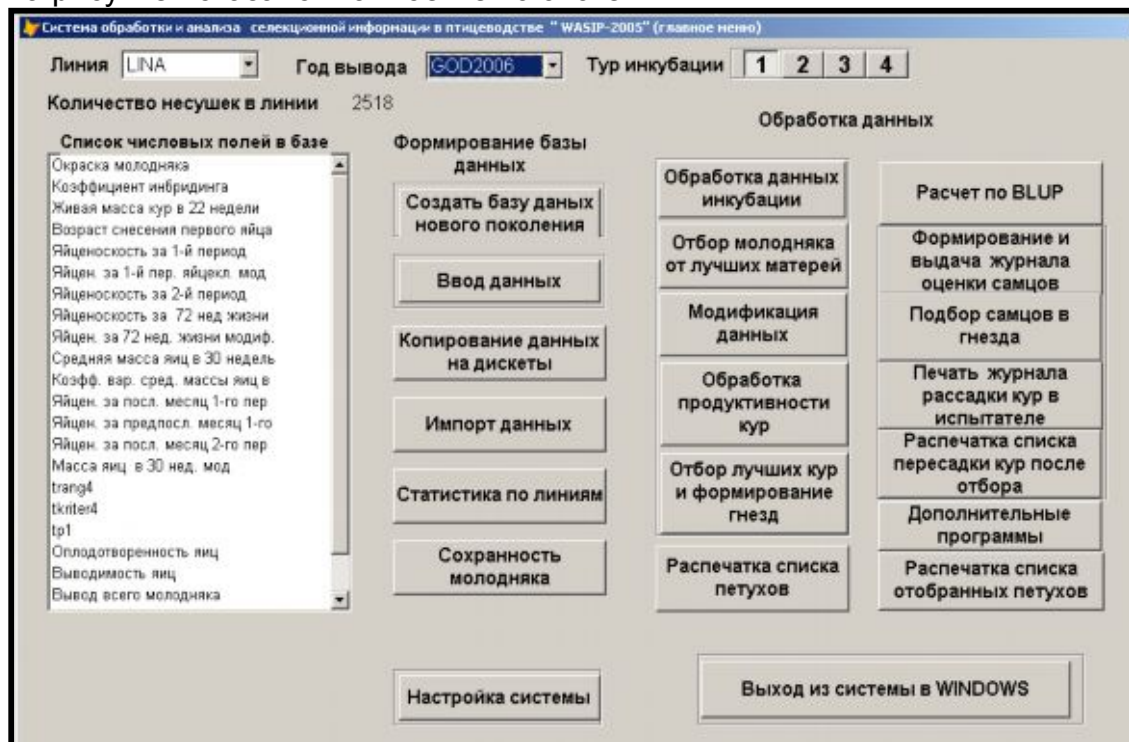 Система обработки и анализа селекционной информации в птицеводстве " WASIP-2005" (главное меню)
Линия LINA Год вывода GOD2006 Тур инкубации 1 2 3 4
Количество несушек в линии 2518
Список числовых полей в базе
Окраска молодняка
Коэффициент инбридинга
Живая масса кур в 22 недели
Возраст снесения первого яйца
Яйценоскость за 1-й период
Яйцен. за 1-й пер. яйцекл. мод
Яйценоскость за 2-й период
Яйценоскость за 72 нед жизни
Яйцен. за 72 нед. жизни модиф.
Средняя масса яиц в 30 недель
Коэфф. вар. сред. массы яиц в
Яйцен. за посл. месяц 1-го пер
Яйцен. за предпосл. месяц 1-го
Яйцен. за посл. месяц 2-го пер
Масса яиц в 30 нед. мод
trang4
tkriter4
tp1
Оплодотворенность яиц
Выводимость яиц
Вывод всего молодняка
Формирование базы
данных
Создать базу даных
нового поколения
Ввод данных
Копирование данных
на дискеты
Импорт данных
Статистика по линиям
Сохранность
молодняка
Настройка системы
Обработка данных
Обработка данных
инкубации
Отбор молодняка
от лучших матерей
Модификация
данных
Обработка
продуктивности
кур
Отбор лучших кур
и формирование
гнезд
Распечатка списка
петухов
Расчет по BLUP
Формирование и
выдача журнала
оценки самцов
Подбор самцов в
гнезда
Печать журнала
рассадки кур в
испытателе
Распечатка списка
пересадки кур после
отбора
Дополнительные
программы
Распечатка списка
отобранных петухов
Выход из системы в WINDOWS